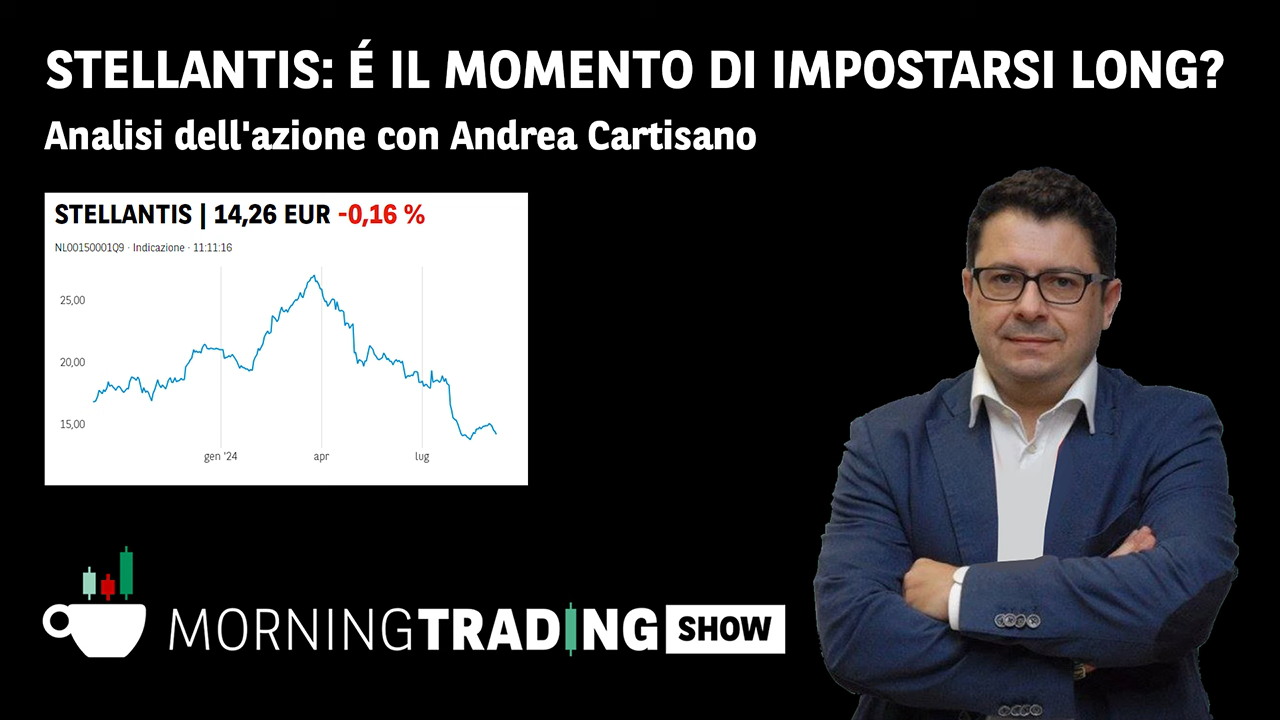 STELLANTIS: É IL MOMENTO DI IMPOSTARSI LONG?
Analisi dell'azione con Andrea Cartisano
STELLANTIS | 14,26 EUR -0,16 %
NL00150001Q9 · Indicazione · 11:11:16
25,00
20,00
15,00
gen '24 apr lug
MORNINGTRADING SHOW